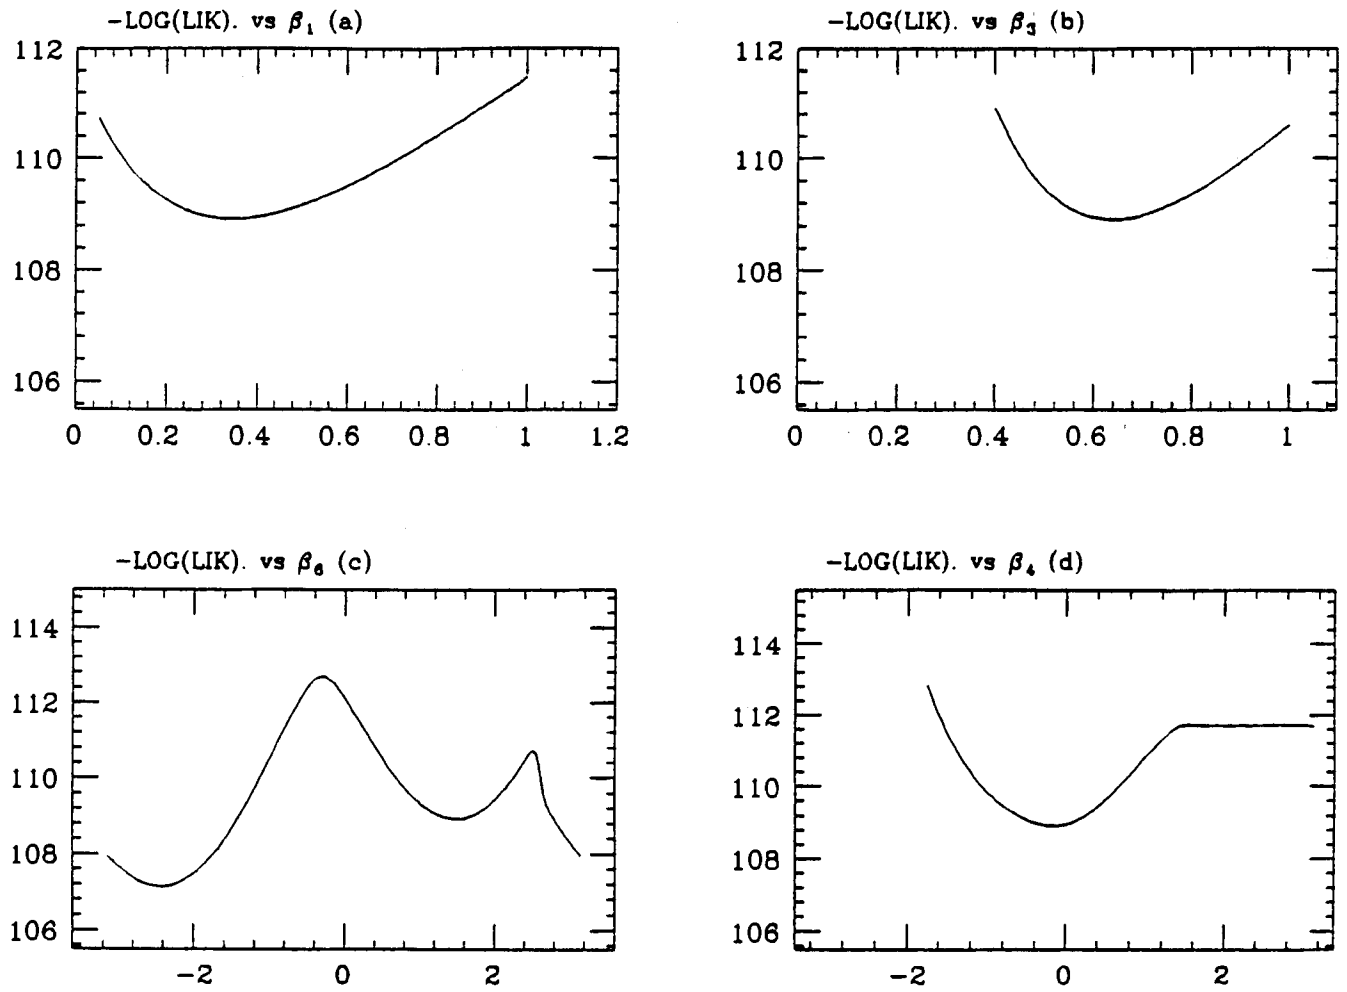 -LOG(LIK). vs β₁ (a)
112
110
108
106
0 0.2 0.4 0.6 0.8 1 1.2
-LOG(LIK). vs β₃ (b)
112
110
108
106
0 0.2 0.4 0.6 0.8 1
-LOG(LIK). vs β₆ (c)
114
112
110
108
106
-2 0 2
-LOG(LIK). vs β₄ (d)
114
112
110
108
106
-2 0 2